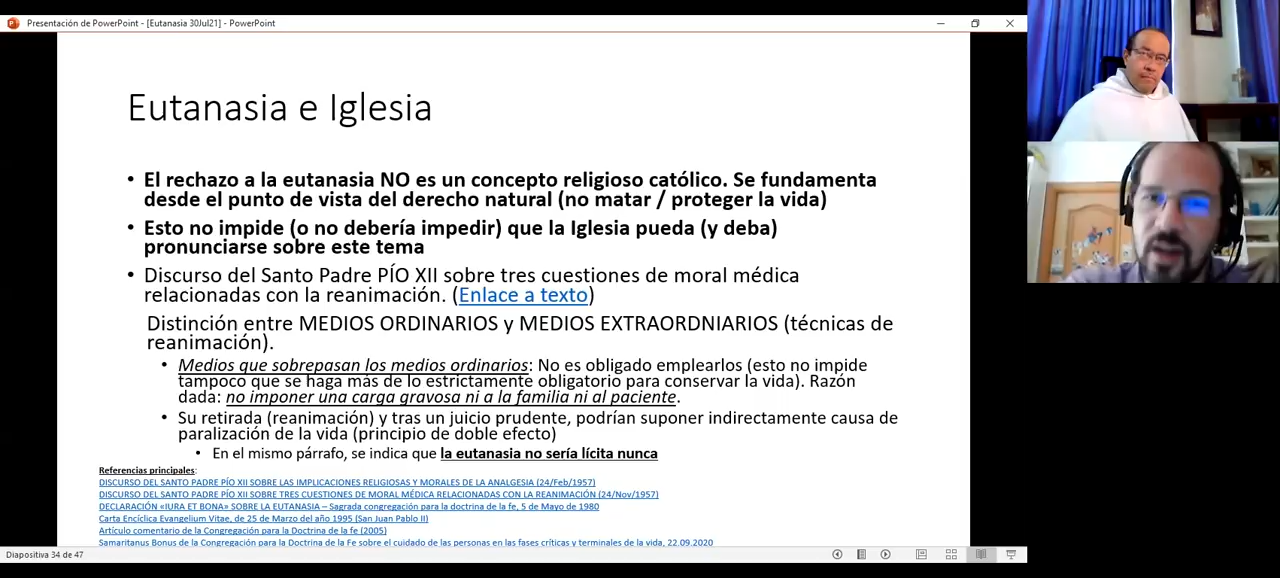 Presentación de PowerPoint - [Eutanasia 30Jul21] - PowerPoint
Eutanasia e Iglesia
• El rechazo a la eutanasia NO es un concepto religioso católico. Se fundamenta
desde el punto de vista del derecho natural (no matar / proteger la vida)
• Esto no impide (o no debería impedir) que la Iglesia pueda (y deba)
pronunciarse sobre este tema
• Discurso del Santo Padre PÍO XII sobre tres cuestiones de moral médica
relacionadas con la reanimación. (Enlace a texto)
Distinción entre MEDIOS ORDINARIOS y MEDIOS EXTRAORDNIARIOS (técnicas de
reanimación).
• Medios que sobrepasan los medios ordinarios: No es obligado emplearlos (esto no impide
tampoco que se haga más de lo estrictamente obligatorio para conservar la vida). Razón
dada: no imponer una carga gravosa ni a la familia ni al paciente.
• Su retirada (reanimación) y tras un juicio prudente, podrían suponer indirectamente causa de
paralización de la vida (principio de doble efecto)
• En el mismo párrafo, se indica que la eutanasia no sería lícita nunca
Referencias principales:
DISCURSO DEL SANTO PADRE PÍO XII SOBRE LAS IMPLICACIONES RELIGIOSAS Y MORALES DE LA ANALGESIA (24/Feb/1957)
DISCURSO DEL SANTO PADRE PÍO XII SOBRE TRES CUESTIONES DE MORAL MÉDICA RELACIONADAS CON LA REANIMACIÓN (24/Nov/1957)
DECLARACIÓN «IURA ET BONA» SOBRE LA EUTANASIA – Sagrada congregación para la doctrina de la fe, 5 de Mayo de 1980
Carta Encíclica Evangelium Vitae, de 25 de Marzo del año 1995 (San Juan Pablo II)
Artículo comentario de la Congregación para la Doctrina de la fe (2005)
Samaritanus Bonus de la Congregación para la Doctrina de la Fe sobre el cuidado de las personas en las fases críticas y terminales de la vida, 22.09.2020
Diapositiva 34 de 47